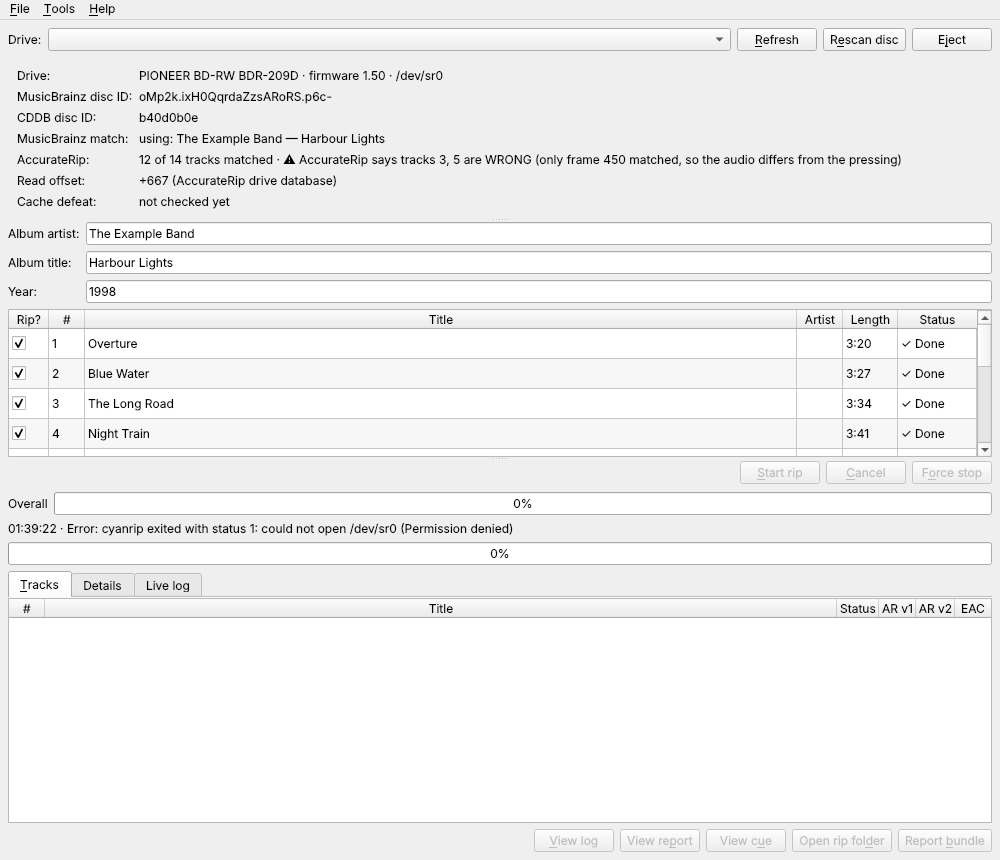 File Tools Help
Drive: Refresh Rescan disc Eject
Drive: PIONEER BD-RW BDR-209D · firmware 1.50 · /dev/sr0
MusicBrainz disc ID: oMp2k.ixH0QqrdaZzsARoRS.p6c-
CDDB disc ID: b40d0b0e
MusicBrainz match: using: The Example Band — Harbour Lights
AccurateRip: 12 of 14 tracks matched · ⚠ AccurateRip says tracks 3, 5 are WRONG (only frame 450 matched, so the audio differs from the pressing)
Read offset: +667 (AccurateRip drive database)
Cache defeat: not checked yet
Album artist: The Example Band
Album title: Harbour Lights
Year: 1998
Rip? # Title Artist Length Status
1 Overture 3:20 ✓ Done
2 Blue Water 3:27 ✓ Done
3 The Long Road 3:34 ✓ Done
4 Night Train 3:41 ✓ Done
Start rip Cancel Force stop
Overall 0%
01:39:22 · Error: cyanrip exited with status 1: could not open /dev/sr0 (Permission denied)
0%
Tracks Details Live log
# Title Status AR v1 AR v2 EAC
View log View report View cue Open rip folder Report bundle